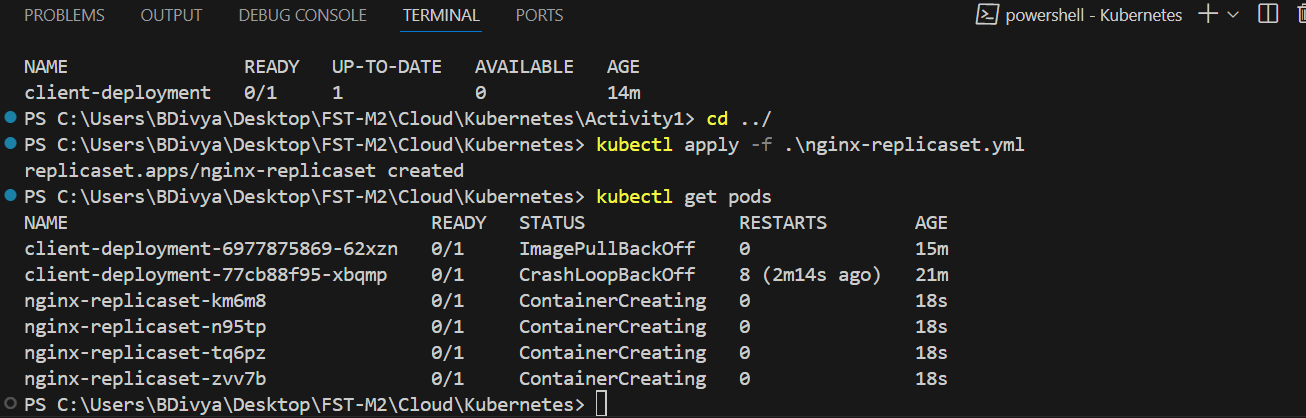 PROBLEMS OUTPUT DEBUG CONSOLE TERMINAL PORTS powershell - Kubernetes
NAME READY UP-TO-DATE AVAILABLE AGE
client-deployment 0/1 1 0 14m
PS C:\Users\BDivya\Desktop\FST-M2\Cloud\Kubernetes\Activity1> cd ../
PS C:\Users\BDivya\Desktop\FST-M2\Cloud\Kubernetes> kubectl apply -f .\nginx-replicaset.yml
replicaset.apps/nginx-replicaset created
PS C:\Users\BDivya\Desktop\FST-M2\Cloud\Kubernetes> kubectl get pods
NAME READY STATUS RESTARTS AGE
client-deployment-6977875869-62xzn 0/1 ImagePullBackOff 0 15m
client-deployment-77cb88f95-xbqmp 0/1 CrashLoopBackOff 8 (2m14s ago) 21m
nginx-replicaset-km6m8 0/1 ContainerCreating 0 18s
nginx-replicaset-n95tp 0/1 ContainerCreating 0 18s
nginx-replicaset-tq6pz 0/1 ContainerCreating 0 18s
nginx-replicaset-zvv7b 0/1 ContainerCreating 0 18s
PS C:\Users\BDivya\Desktop\FST-M2\Cloud\Kubernetes>